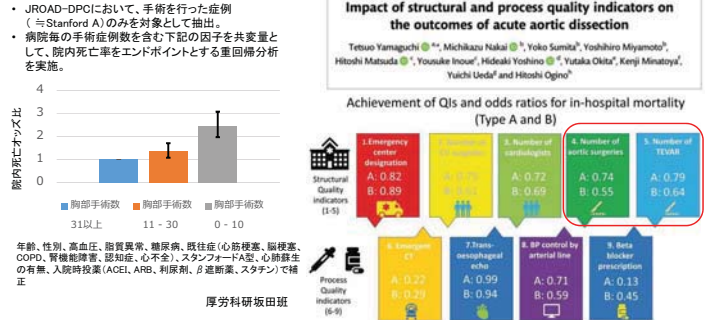 • JROAD-DPCにおいて、手術を行った症例
（ ≒Stanford A）のみを対象として抽出。
• 病院毎の手術症例数を含む下記の因子を共変量と
して、院内死亡率をエンドポイントとする重回帰分析
を実施。
院内死亡オッズ比
4
3
2
1
0
胸部手術数
31以上
胸部手術数
11 - 30
胸部手術数
0 - 10
年齢、性別、高血圧、脂質異常、糖尿病、既往症(心筋梗塞、脳梗塞、
COPD、腎機能障害、認知症、心不全)、スタンフォードA型、心肺蘇生
の有無、入院時投薬(ACEI、ARB、利尿剤、β遮断薬、スタチン)で補
正
厚労科研坂田班
Impact of structural and process quality indicators on
the outcomes of acute aortic dissection
Tetsuo Yamaguchi a,*, Michikazu Nakai b, Yoko Sumita b, Yoshihiro Miyamoto b,
Hitoshi Matsuda c, Yousuke Inoue c, Hideaki Yoshino d, Yutaka Okita e, Kenji Minatoya f,
Yuichi Ueda g and Hitoshi Ogino h
Achievement of QIs and odds ratios for in-hospital mortality
(Type A and B)
Structural
Quality
indicators
(1-5)
1.Emergency
center
designation
A: 0.82
B: 0.89
3. Number of
cardiologists
A: 0.72
B: 0.69
4. Number of
aortic surgeries
A: 0.74
B: 0.55
5. Number of
TEVAR
A: 0.79
B: 0.64
Process
Quality
indicators
(6-9)
6. Emergent
CT
A: 0.22
B: 0.29
7.Trans-
oesophageal
echo
A: 0.99
B: 0.94
8. BP control by
arterial line
A: 0.71
B: 0.59
9. Beta
blocker
prescription
A: 0.13
B: 0.45